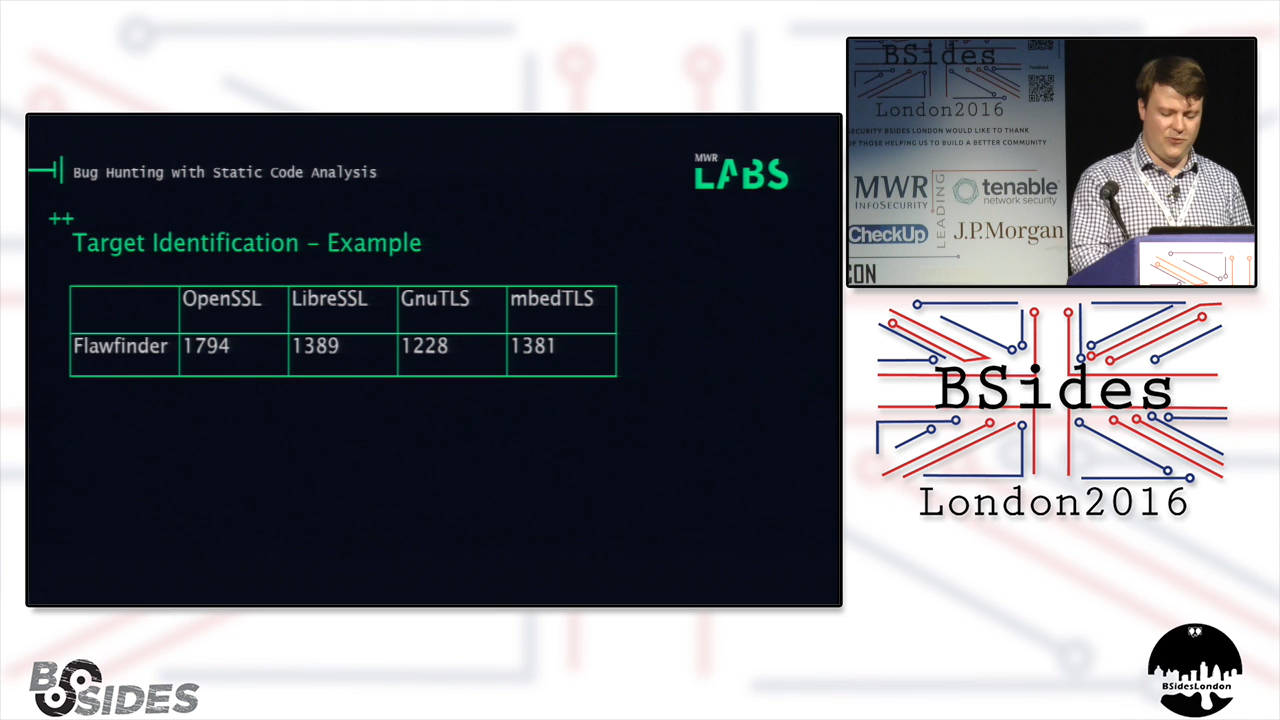 Bug Hunting with Static Code Analysis
MWR
LABS
++
Target Identification – Example
OpenSSL LibreSSL GnuTLS mbedTLS
Flawfinder 1794 1389 1228 1381
BSides
London2016
SECURITY BSIDES LONDON WOULD LIKE TO THANK
OF THOSE HELPING US TO BUILD A BETTER COMMUNITY
MWR
INFOSECURITY
LEADING
tenable
network security
CheckUp
J.P.Morgan
CON
BSides
London2016
BSIDES
BSidesLondon